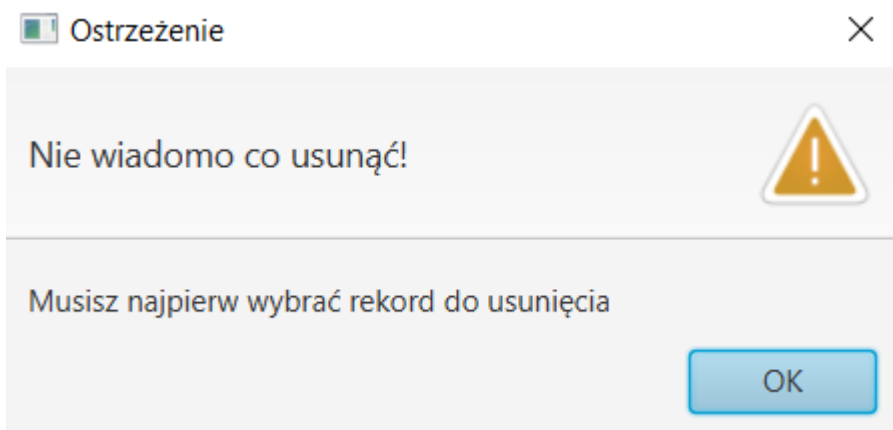 Ostrzeżenie
Nie wiadomo co usunąć!
Musisz najpierw wybrać rekord do usunięcia
OK